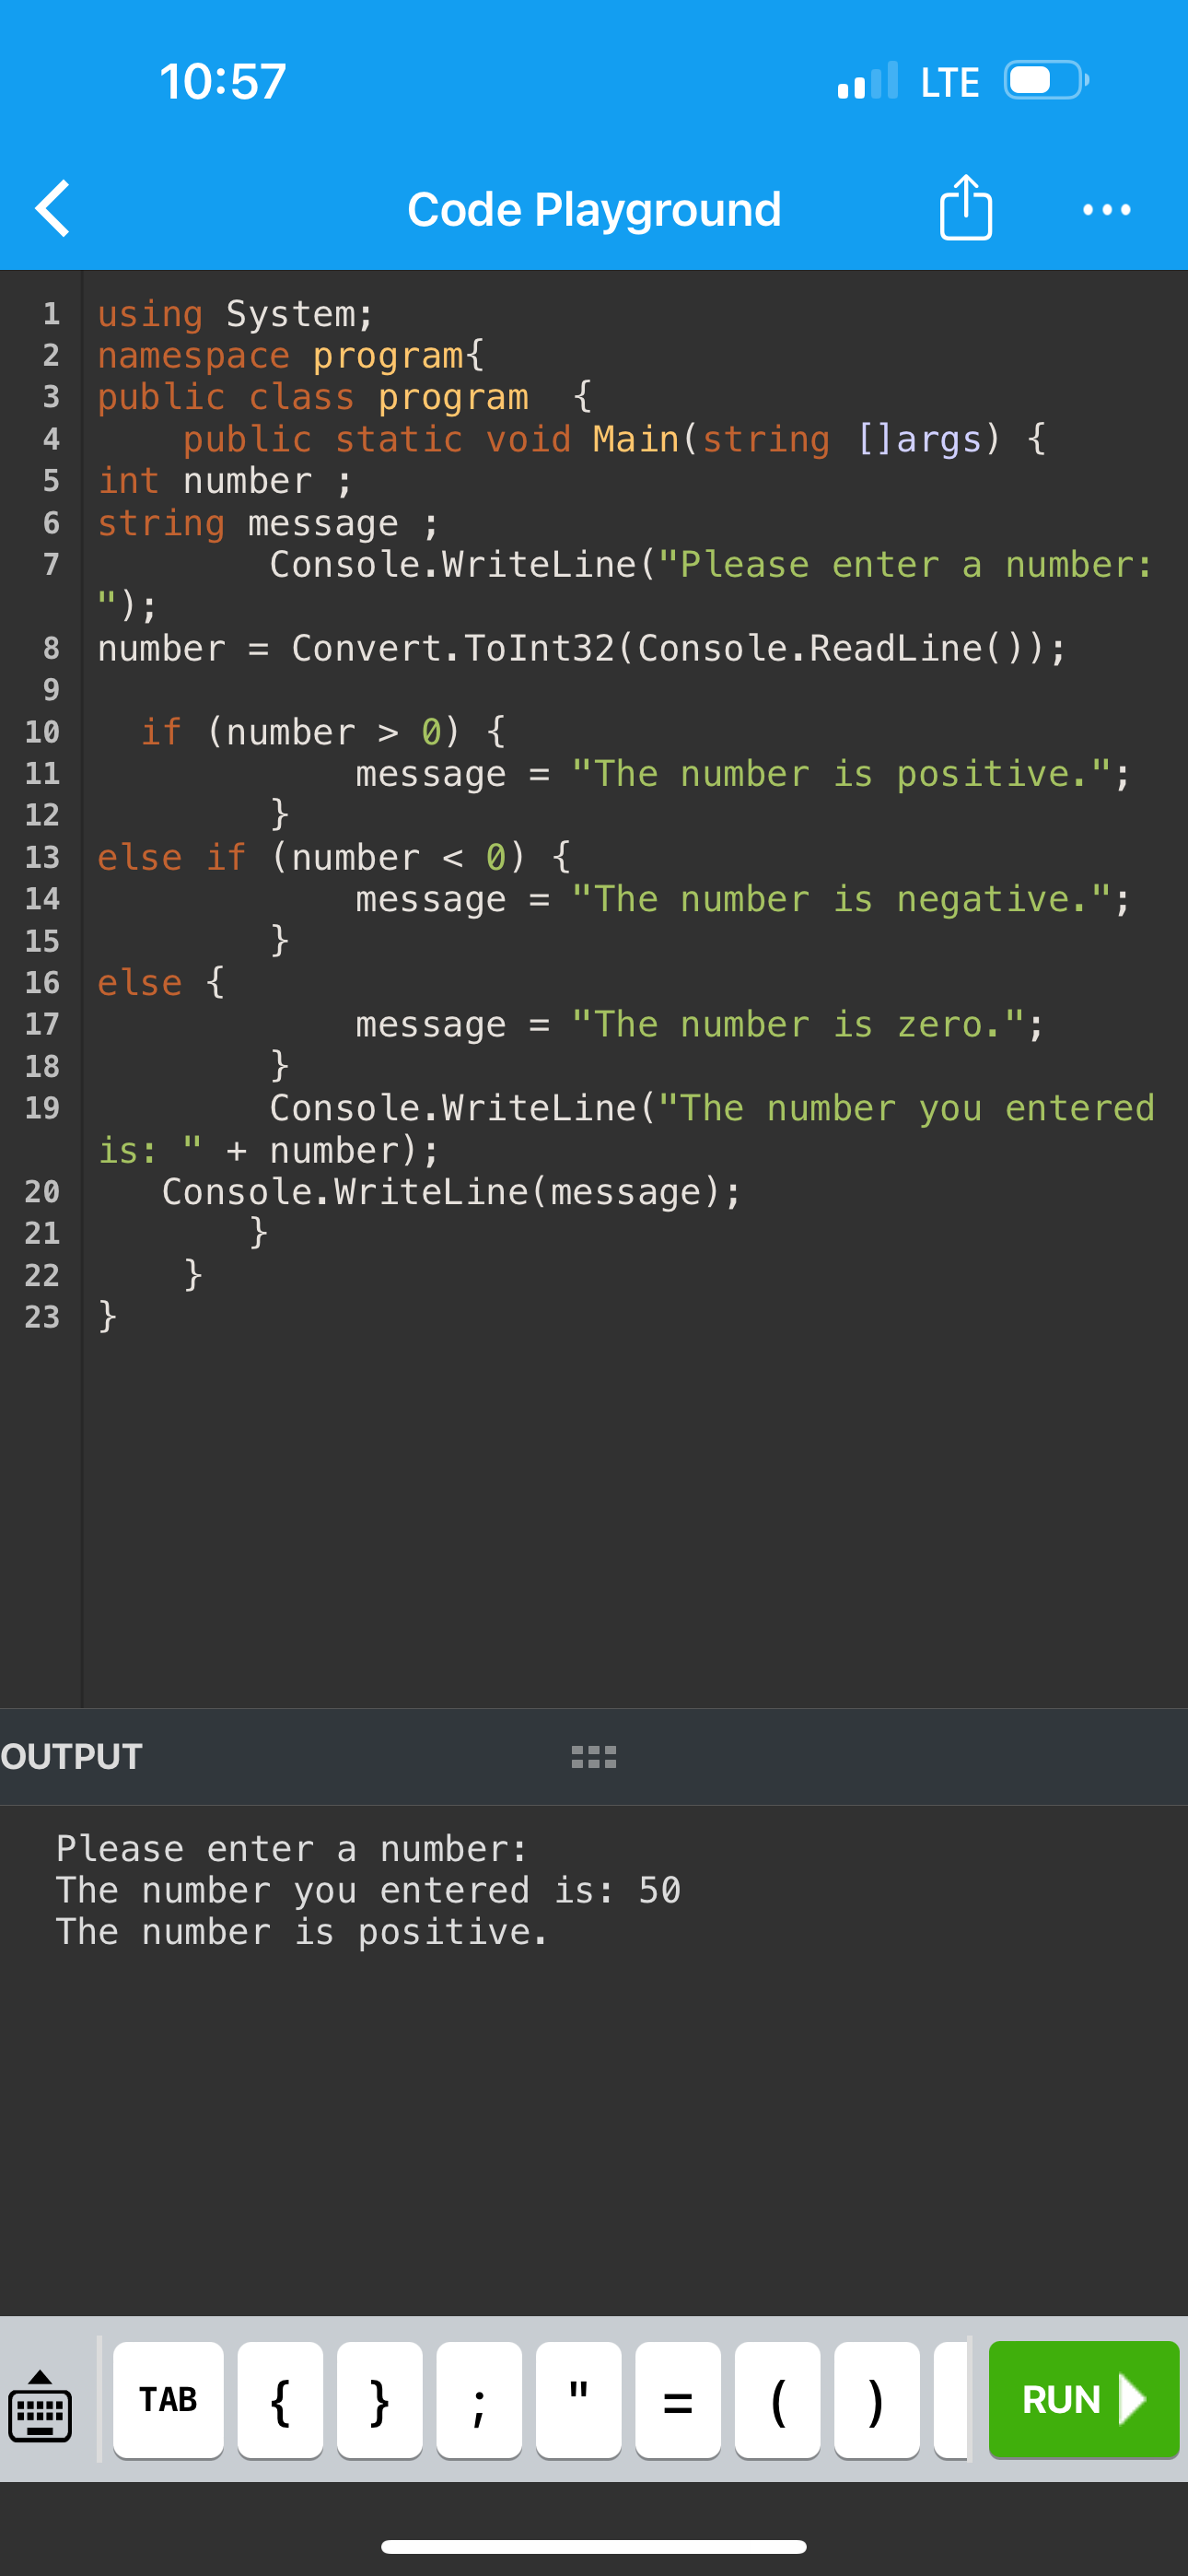 10:57 LTE
Code Playground
1 using System;
2 namespace program{
3 public class program  {
4     public static void Main(string []args) {
5 int number ;
6 string message ;
7         Console.WriteLine("Please enter a number:
");
8 number = Convert.ToInt32(Console.ReadLine());
9
10   if (number > 0) {
11             message = "The number is positive.";
12         }
13 else if (number < 0) {
14             message = "The number is negative.";
15         }
16 else {
17             message = "The number is zero.";
18         }
19         Console.WriteLine("The number you entered
is: " + number);
20    Console.WriteLine(message);
21        }
22     }
23 }
OUTPUT
Please enter a number:
The number you entered is: 50
The number is positive.
TAB { } ; " = ( ) RUN